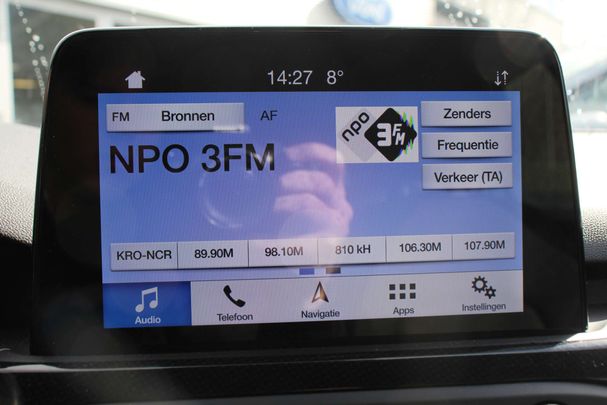 14:27 8°
FM Bronnen AF
npo 3FM
Zenders
NPO 3FM
Frequentie
Verkeer (TA)
KRO-NCR 89.90M 98.10M 810 kH 106.30M 107.90M
Audio Telefoon Navigatie Apps Instellingen